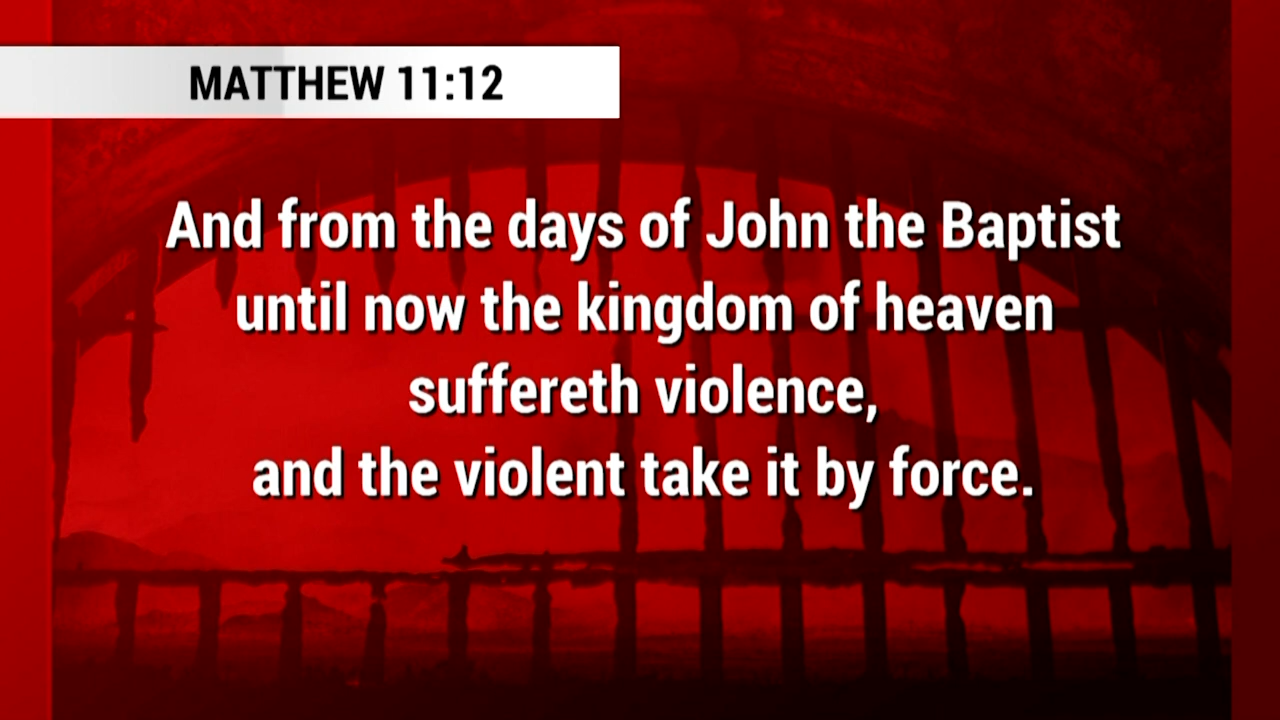 MATTHEW 11:12
And from the days of John the Baptist
until now the kingdom of heaven
suffereth violence,
and the violent take it by force.